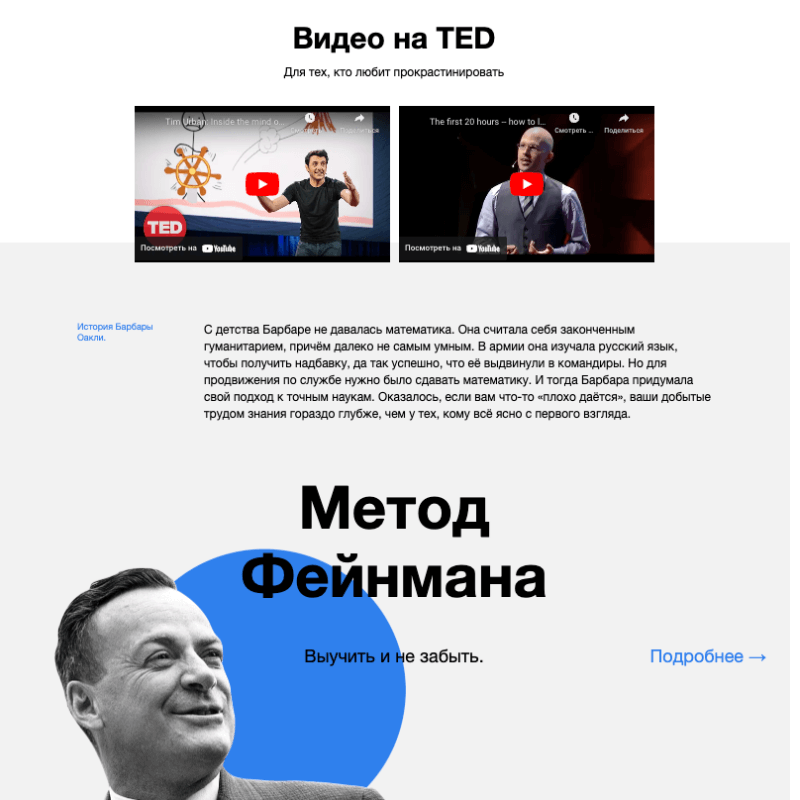 Видео на TED
Для тех, кто любит прокрастинировать
Tim Urban: Inside the mind o...
Смотреть ...
Поделиться
TED
Посмотреть на YouTube
The first 20 hours -- how to l...
Смотреть ...
Поделиться
Посмотреть на YouTube
История Барбары
Оакли.
С детства Барбаре не давалась математика. Она считала себя законченным
гуманитарием, причём далеко не самым умным. В армии она изучала русский язык,
чтобы получить надбавку, да так успешно, что её выдвинули в командиры. Но для
продвижения по службе нужно было сдавать математику. И тогда Барбара придумала
свой подход к точным наукам. Оказалось, если вам что-то «плохо даётся», ваши добытые
трудом знания гораздо глубже, чем у тех, кому всё ясно с первого взгляда.
Метод
Фейнмана
Выучить и не забыть.
Подробнее →